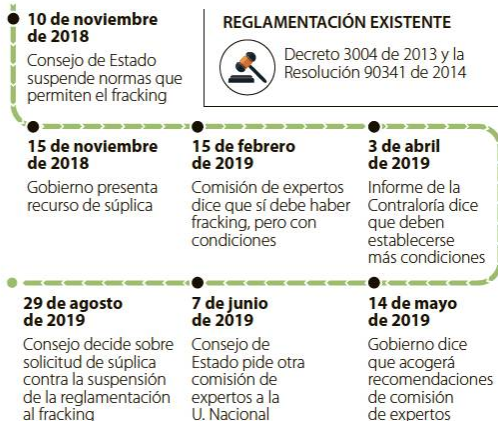 10 de noviembre
de 2018
Consejo de Estado
suspende normas que
permiten el fracking
REGLAMENTACIÓN EXISTENTE
Decreto 3004 de 2013 y la
Resolución 90341 de 2014
15 de noviembre
de 2018
Gobierno presenta
recurso de súplica
15 de febrero
de 2019
Comisión de expertos
dice que sí debe haber
fracking, pero con
condiciones
3 de abril
de 2019
Informe de la
Contraloría dice
que deben
establecerse
más condiciones
14 de mayo
de 2019
Gobierno dice
que acogerá
recomendaciones
de comisión
de expertos
7 de junio
de 2019
Consejo de
Estado pide otra
comisión de
expertos a la
U. Nacional
29 de agosto
de 2019
Consejo decide sobre
solicitud de súplica
contra la suspensión
de la reglamentación
al fracking